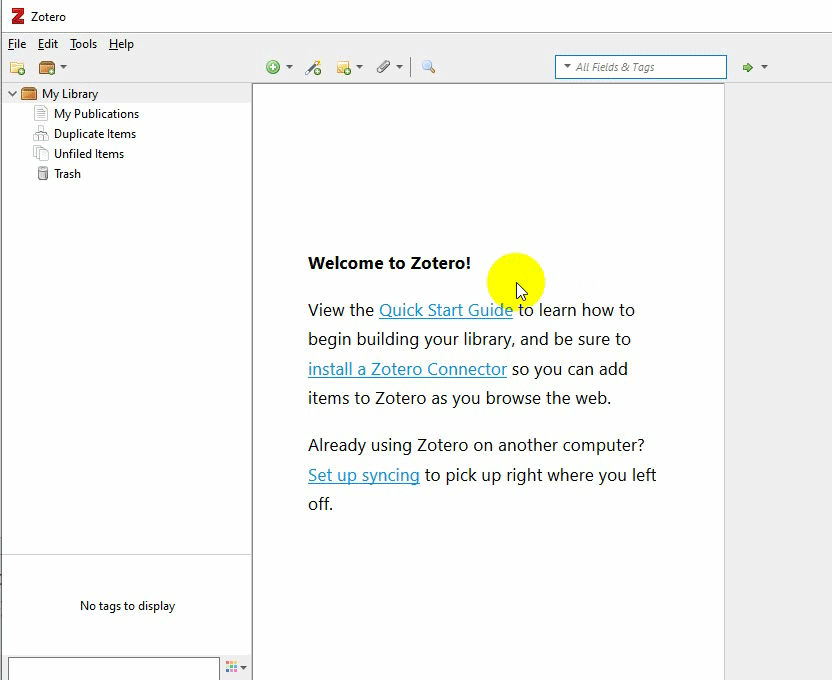 Zotero
File Edit Tools Help
All Fields & Tags
My Library
My Publications
Duplicate Items
Unfiled Items
Trash
Welcome to Zotero!
View the Quick Start Guide to learn how to
begin building your library, and be sure to
install a Zotero Connector so you can add
items to Zotero as you browse the web.
Already using Zotero on another computer?
Set up syncing to pick up right where you left
off.
No tags to display